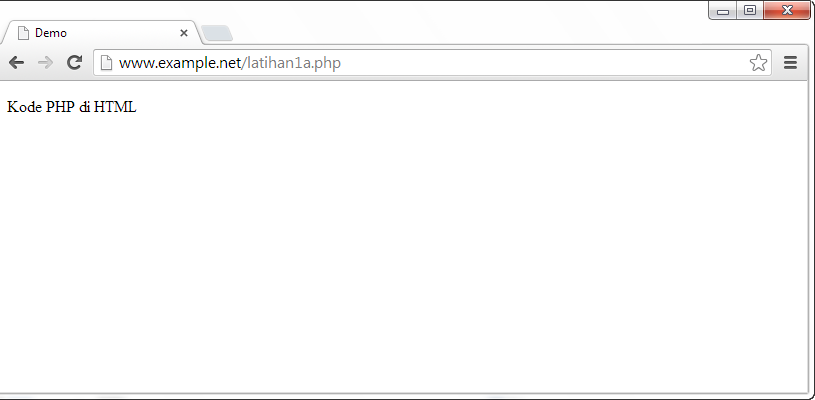 Demo
www.example.net/latihan1a.php
Kode PHP di HTML